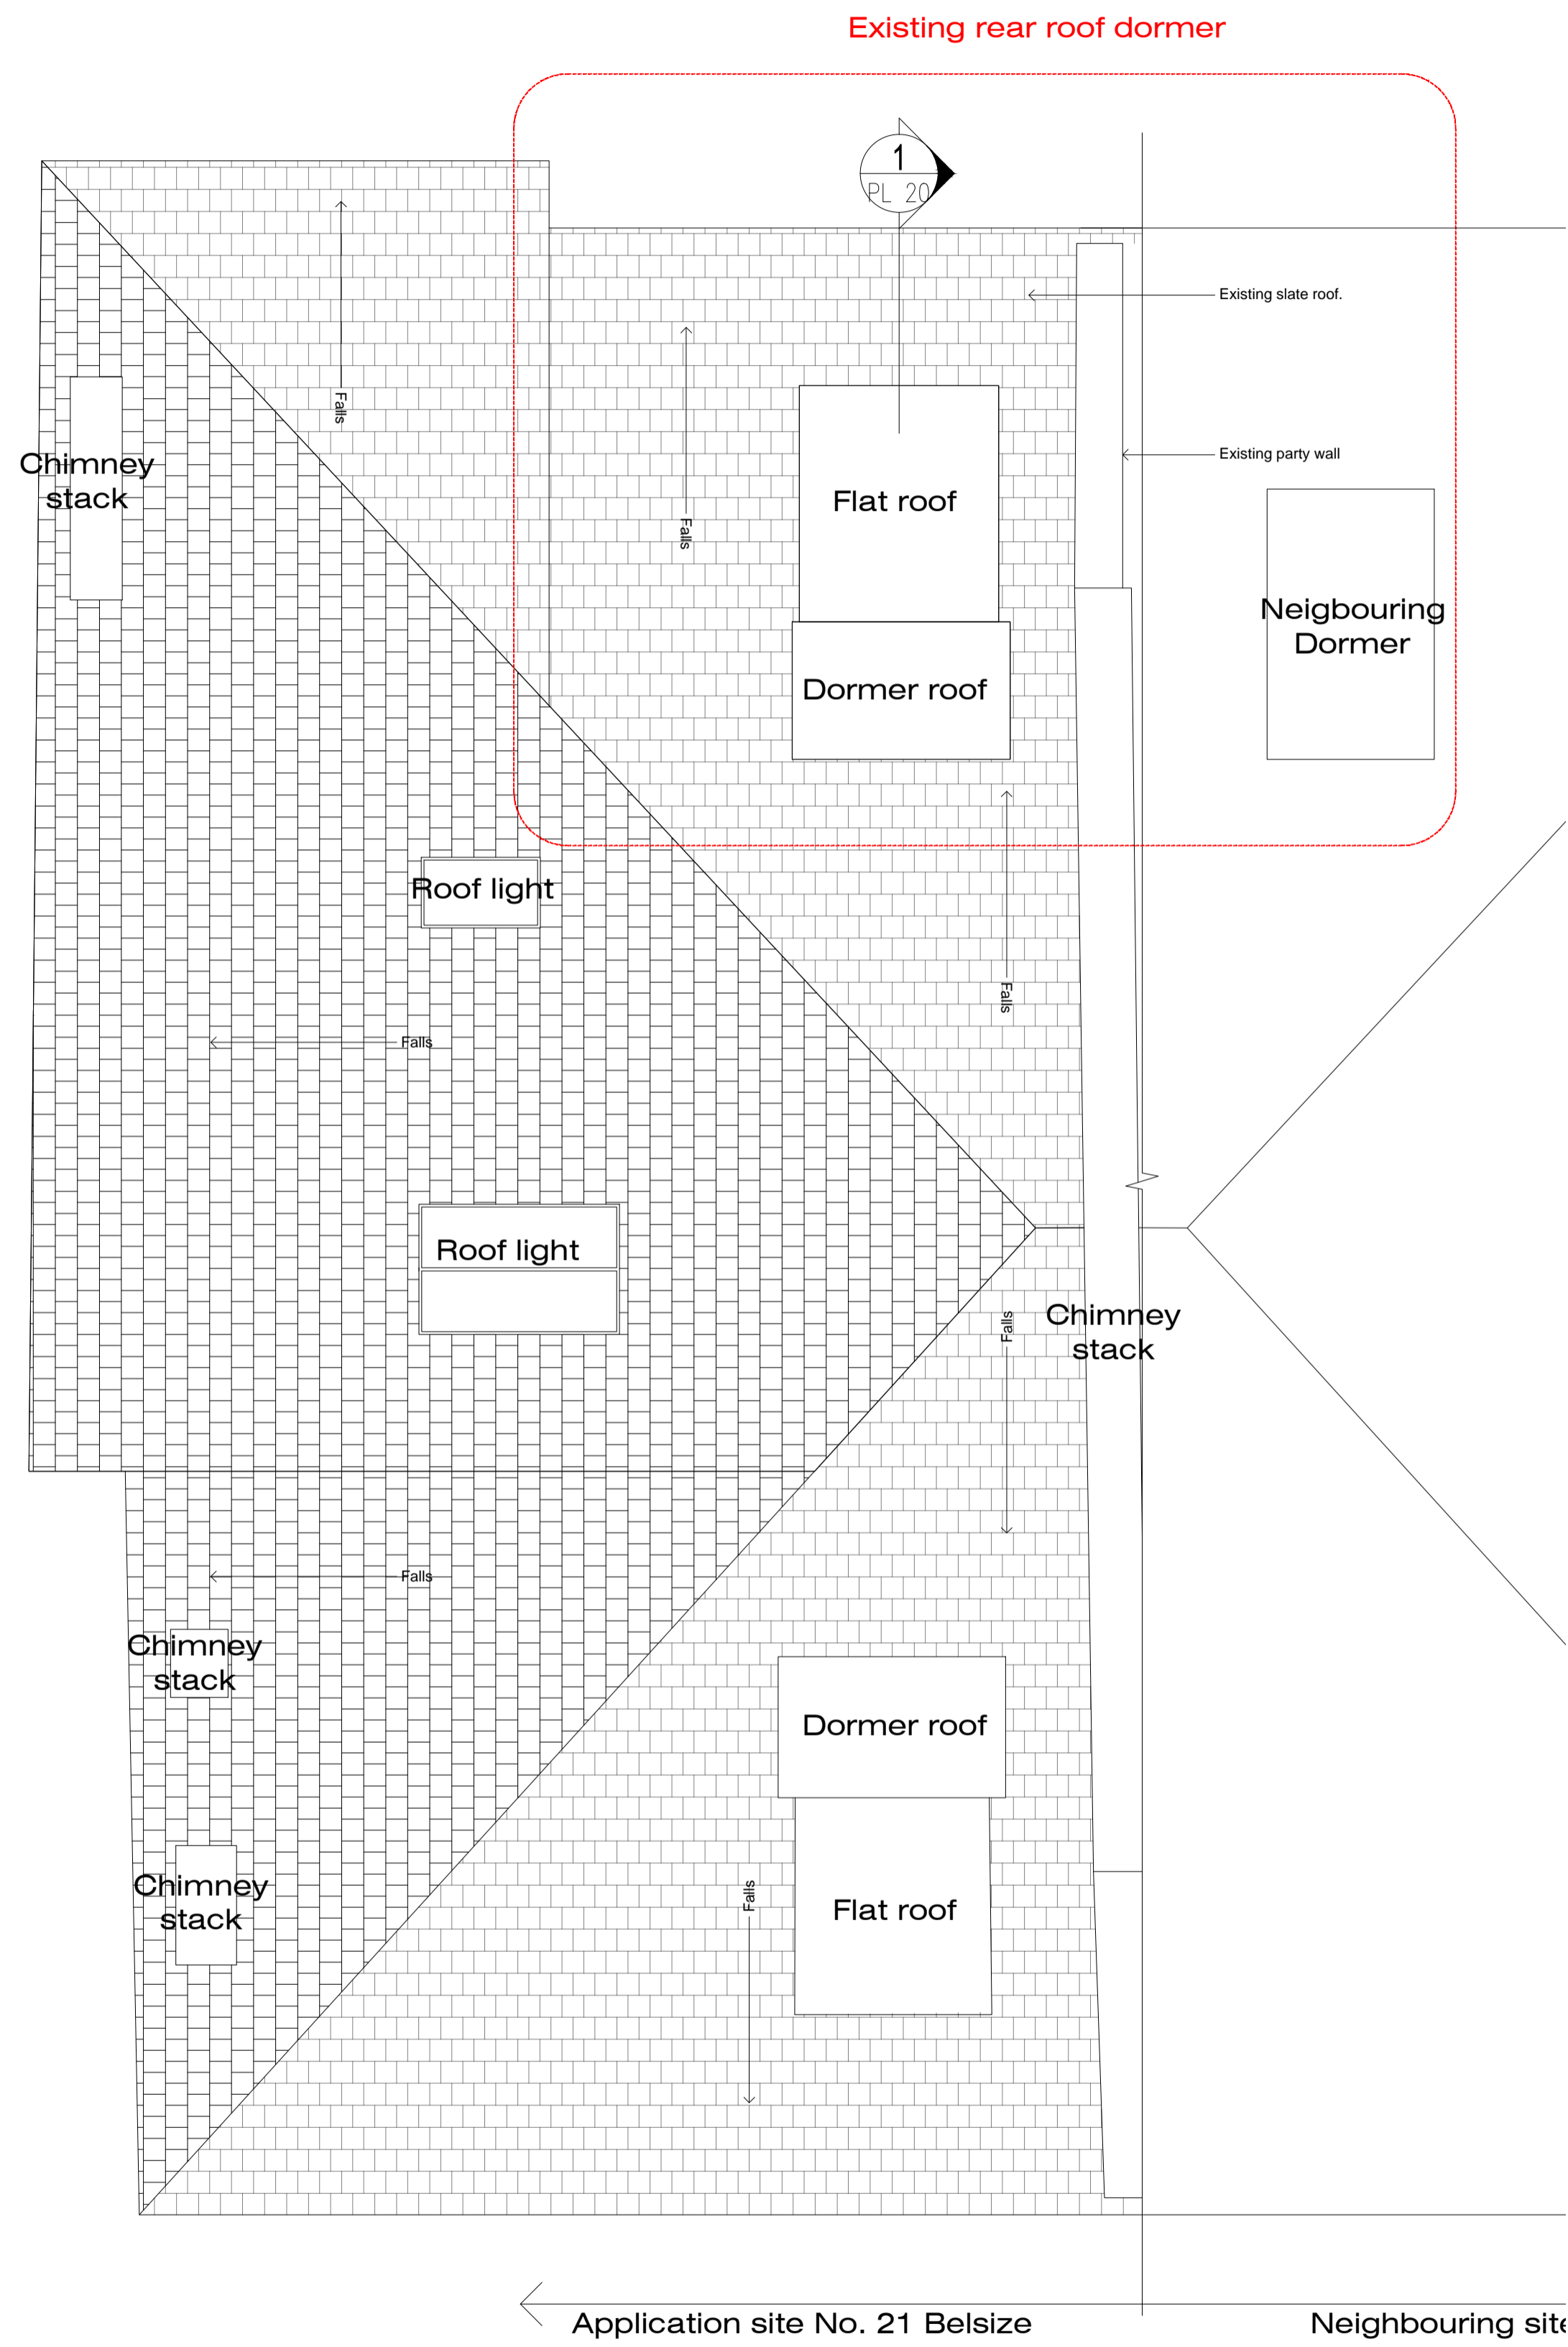 Existing rear roof dormer
1
PL 20
Existing slate roof.
Falls
Existing party wall
Chimney
stack
Flat roof
Falls
Neigbouring
Dormer
Dormer roof
Roof light
Falls
Falls
Roof light
Chimney
stack
Falls
Falls
Chimney
stack
Dormer roof
Chimney
stack
Falls
Flat roof
Application site No. 21 Belsize
Neighbouring site